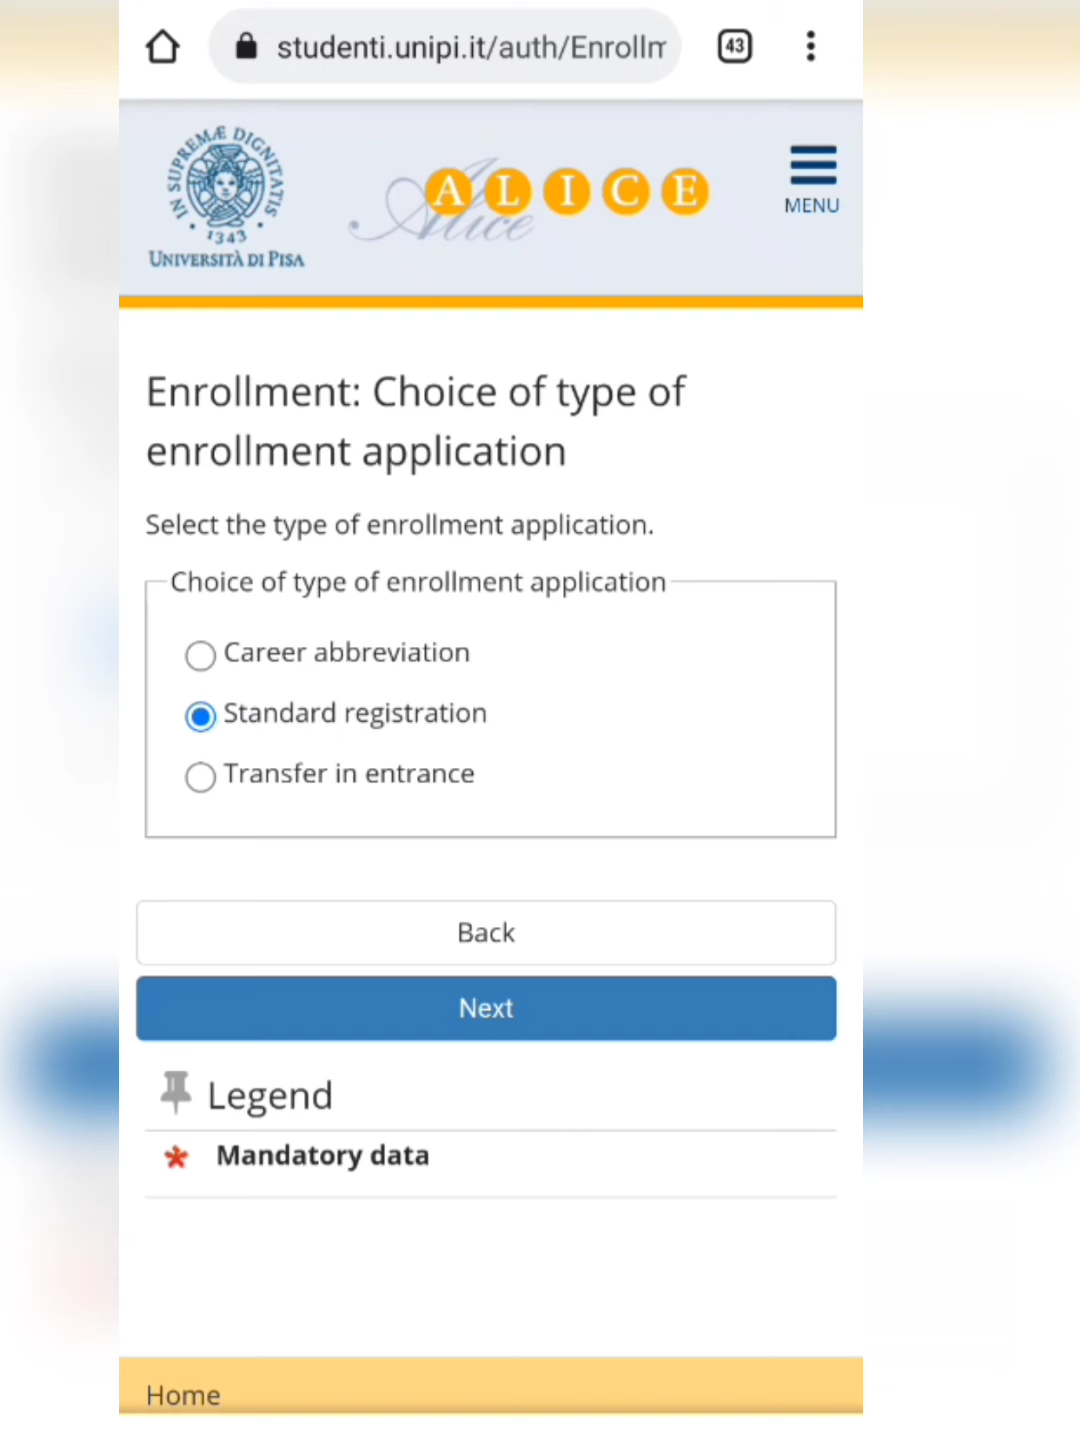 studenti.unipi.it/auth/Enrollm
43
IN SUPREMÆ DIGNITATIS
· 1343 ·
UNIVERSITÀ DI PISA
Alice
ALICE
MENU
Enrollment: Choice of type of
enrollment application
Select the type of enrollment application.
Choice of type of enrollment application
Career abbreviation
Standard registration
Transfer in entrance
Back
Next
Legend
* Mandatory data
Home